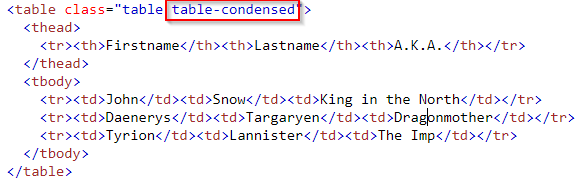 <table class="table table-condensed">
<thead>
<tr><th>Firstname</th><th>Lastname</th><th>A.K.A.</th></tr>
</thead>
<tbody>
<tr><td>John</td><td>Snow</td><td>King in the North</td></tr>
<tr><td>Daenerys</td><td>Targaryen</td><td>Dragonmother</td></tr>
<tr><td>Tyrion</td><td>Lannister</td><td>The Imp</td></tr>
</tbody>
</table>